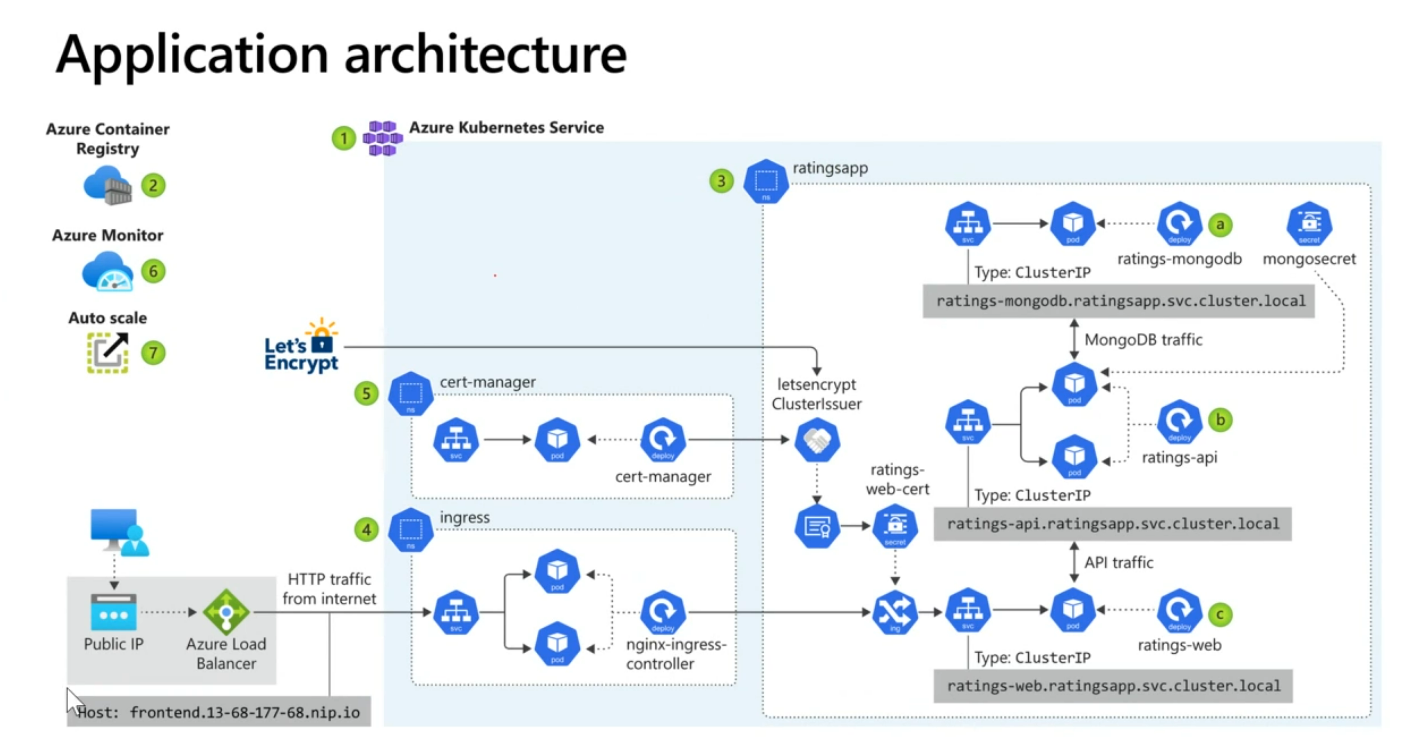 Application architecture
Azure Container
Registry
2
Azure Monitor
6
Auto scale
7
1
Azure Kubernetes Service
Let's
Encrypt
3
ns
ratingsapp
svc
pod
deploy
a
ratings-mongodb
secret
mongosecret
Type: ClusterIP
ratings-mongodb.ratingsapp.svc.cluster.local
MongoDB traffic
pod
svc
pod
deploy
b
ratings-api
Type: ClusterIP
ratings-api.ratingsapp.svc.cluster.local
API traffic
5
ns
cert-manager
svc
pod
deploy
cert-manager
letsencrypt
ClusterIssuer
ratings-
web-cert
secret
4
ns
ingress
svc
pod
pod
deploy
nginx-ingress-
controller
ing
svc
pod
deploy
c
ratings-web
Type: ClusterIP
ratings-web.ratingsapp.svc.cluster.local
Public IP
Azure Load
Balancer
HTTP traffic
from internet
Host: frontend.13-68-177-68.nip.io